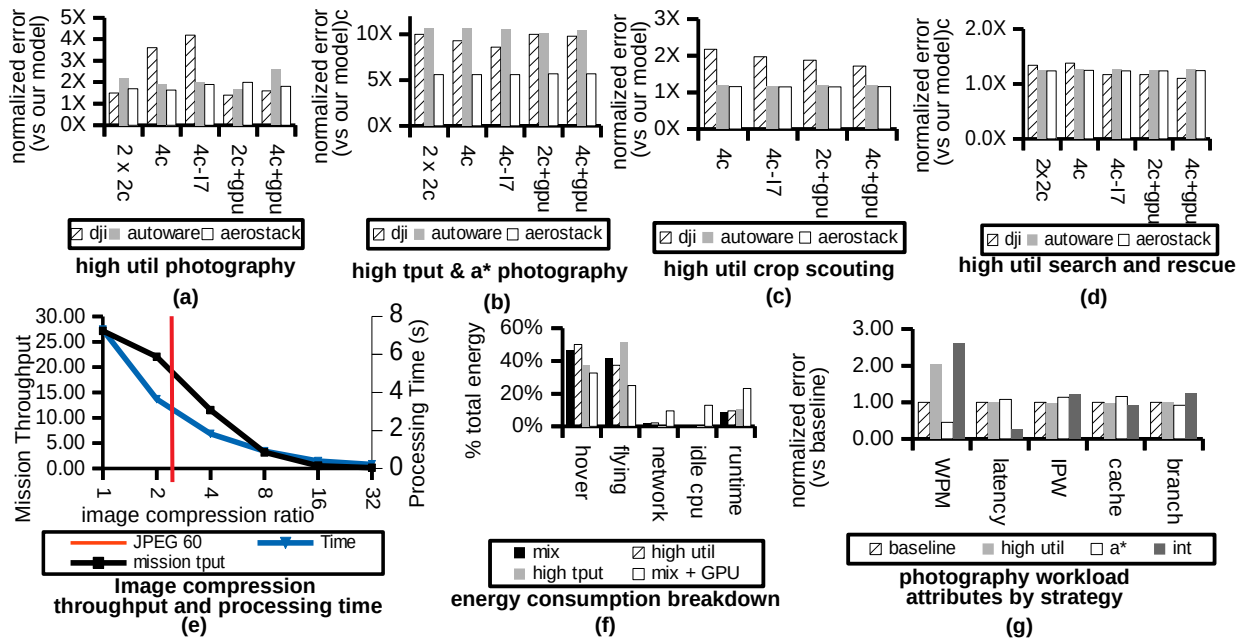 normalized error
(vs our model)
5X
4X
3X
2X
1X
0X
2 x 2c
4c
4c-I7
2c+gpu
4c+gpu
dji autoware aerostack
high util photography
(a)
normalized error
(vs our model)c
10X
5X
0X
2 x 2c
4c
4c-I7
2c+gpu
4c+gpu
dji autoware aerostack
high tput & a* photography
(b)
normalized error
(vs our model)c
3X
2X
1X
0X
4c
4c-I7
2c+gpu
4c+gpu
dji autoware aerostack
high util crop scouting
(c)
normalized error
(vs our model)c
2.0X
1.0X
0.0X
2x2c
4c
4c-I7
2c+gpu
4c+gpu
dji autoware aerostack
high util search and rescue
(d)
Mission Throughput
30.00
25.00
20.00
15.00
10.00
5.00
0.00
8
6
4
2
0
Processing Time (s)
1
2
4
8
16
32
image compression ratio
JPEG 60 Time
mission tput
Image compression
throughput and processing time
(e)
% total energy
60%
40%
20%
0%
hover
flying
network
idle cpu
runtime
mix high util
high tput mix + GPU
energy consumption breakdown
(f)
normalized error
(vs baseline)
3.00
2.00
1.00
0.00
WPM
latency
IPW
cache
branch
baseline high util a* int
photography workload
attributes by strategy
(g)